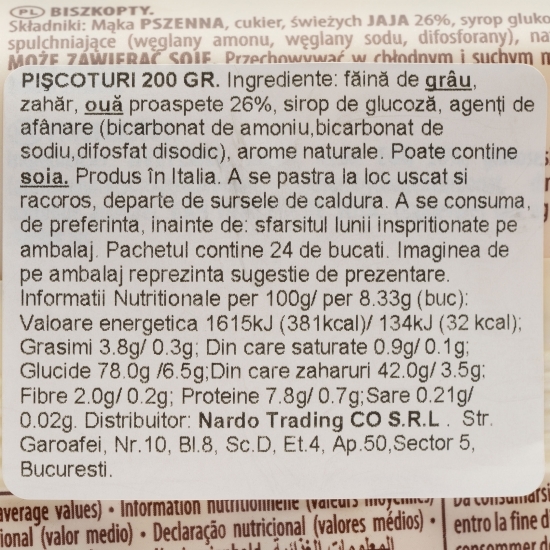 PL BISZKOPTY.
Składniki: Mąka PSZENNA, cukier, świeżych JAJA 26%, syrop
spulchniające (węglany amonu, węglany sodu, difosforany),
MOŻE ZAWIERAĆ SOJĘ. Przechowywać w chłodnym i suchym
PIȘCOTURI 200 GR. Ingrediente: făină de grâu,
zahăr, ouă proaspete 26%, sirop de glucoză, agenți de
afânare (bicarbonat de amoniu,bicarbonat de
sodiu,difosfat disodic), arome naturale. Poate contine
soia. Produs în Italia. A se pastra la loc uscat si
racoros, departe de sursele de caldura. A se consuma,
de preferinta, inainte de: sfarsitul lunii inspritionate pe
ambalaj. Pachetul contine 24 de bucati. Imaginea de
pe ambalaj reprezinta sugestie de prezentare.
Informatii Nutritionale per 100g/ per 8.33g (buc):
Valoare energetica 1615kJ (381kcal)/ 134kJ (32 kcal);
Grasimi 3.8g/ 0.3g; Din care saturate 0.9g/ 0.1g;
Glucide 78.0g /6.5g;Din care zaharuri 42.0g/ 3.5g;
Fibre 2.0g/ 0.2g; Proteine 7.8g/ 0.7g;Sare 0.21g/
0.02g. Distribuitor: Nardo Trading CO S.R.L . Str.
Garoafei, Nr.10, Bl.8, Sc.D, Et.4, Ap.50,Sector 5,
Bucuresti.
average values) • Information nutritionnelle (valeurs moyennes)
ional (valor medio) • Declaração nutricional (valores médios) •
Da consumarsi
entro la fine d